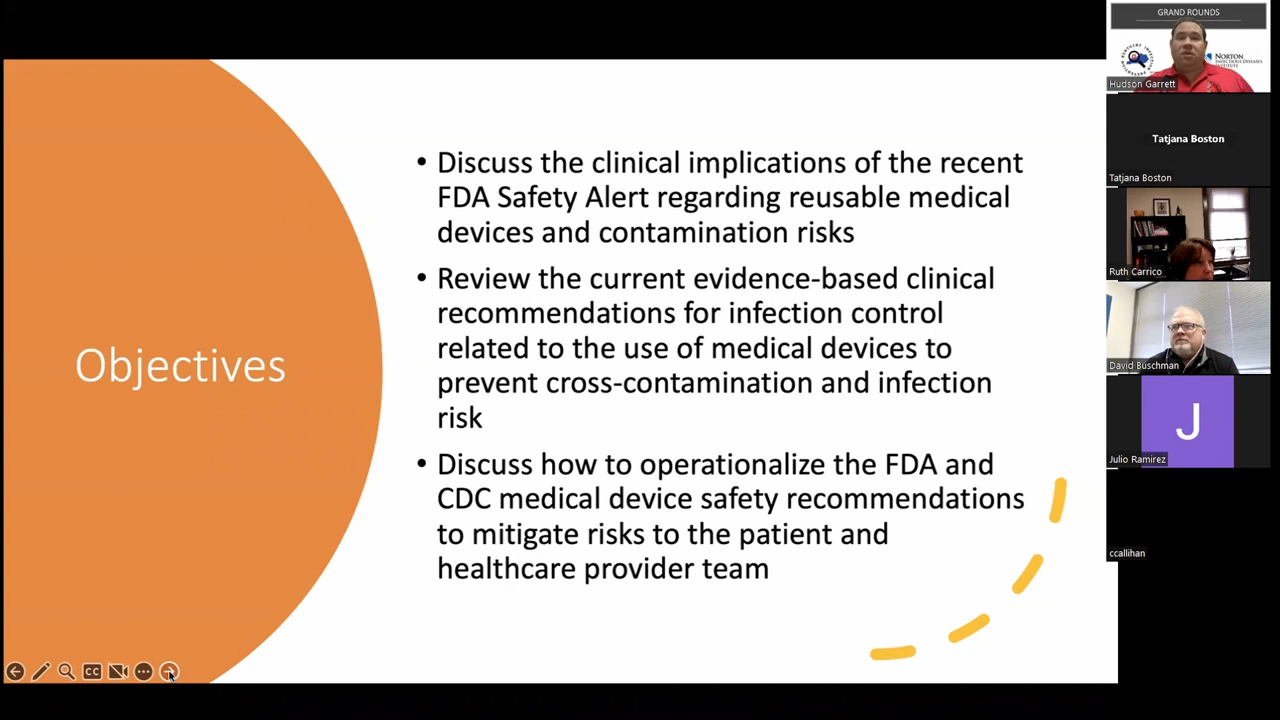 Objectives
• Discuss the clinical implications of the recent
FDA Safety Alert regarding reusable medical
devices and contamination risks
• Review the current evidence-based clinical
recommendations for infection control
related to the use of medical devices to
prevent cross-contamination and infection
risk
• Discuss how to operationalize the FDA and
CDC medical device safety recommendations
to mitigate risks to the patient and
healthcare provider team
CC
GRAND ROUNDS
NORTON
Hudson Garrett
Tatjana Boston
Tatjana Boston
Ruth Carrico
David Buschman
J
Julio Ramirez
ccallihan